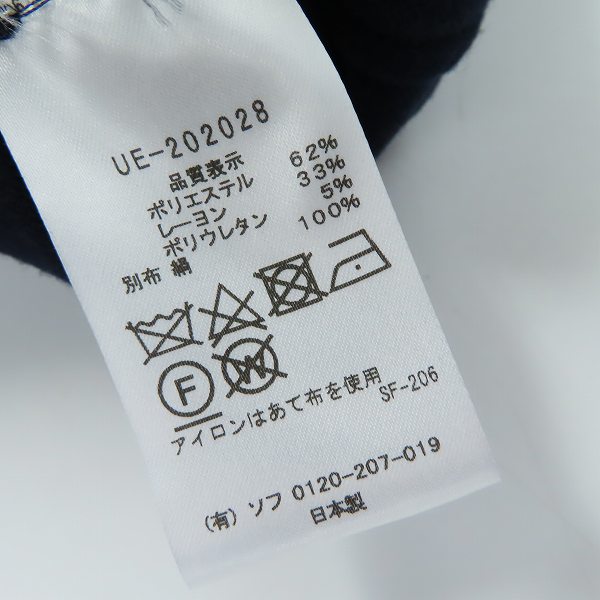 UE-202028
品質表示
ポリエステル 62%
レーヨン 33%
ポリウレタン 5%
別布 絹 100%
F W
アイロンはあて布を使用 SF-206
(有) ソフ 0120-207-019
日本製